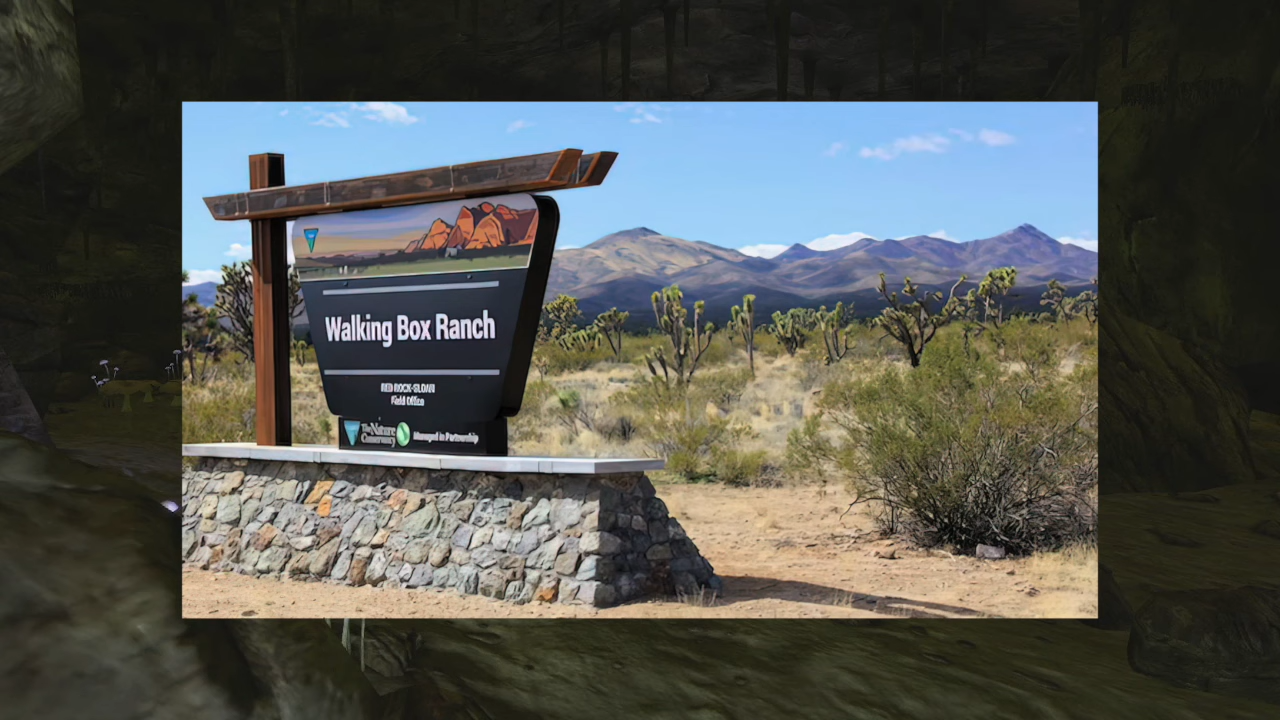 Walking Box Ranch
RED ROCK-SLOAN
Field Office
The Nature
Conservancy
Managed in Partnership